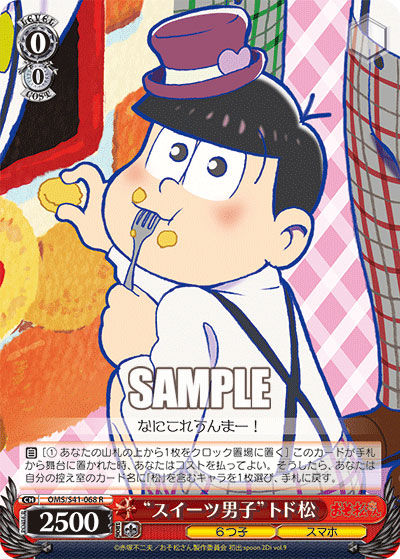 LEVEL
0
0
COST
SAMPLE
なにこれうんまー！
自 [① あなたの山札の上から1枚をクロック置場に置く] このカードが手札
から舞台に置かれた時、あなたはコストを払ってよい。そうしたら、あなたは
自分の控え室のカード名に「松」を含むキャラを1枚選び、手札に戻す。
CH
OMS/S41-068 R
“スイーツ男子”トド松
おそ松さん
2500
6つ子
スマホ
©赤塚不二夫／おそ松さん製作委員会 初出 spoon.2Di vol.9